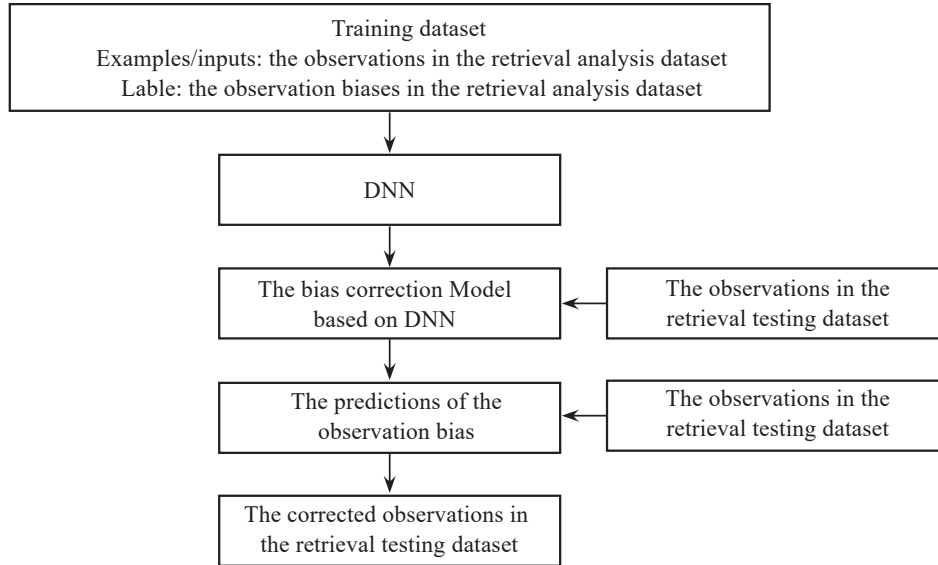 Training dataset
Examples/inputs: the observations in the retrieval analysis dataset
Lable: the observation biases in the retrieval analysis dataset
DNN
The bias correction Model
based on DNN
The observations in the
retrieval testing dataset
The predictions of the
observation bias
The observations in the
retrieval testing dataset
The corrected observations in
the retrieval testing dataset